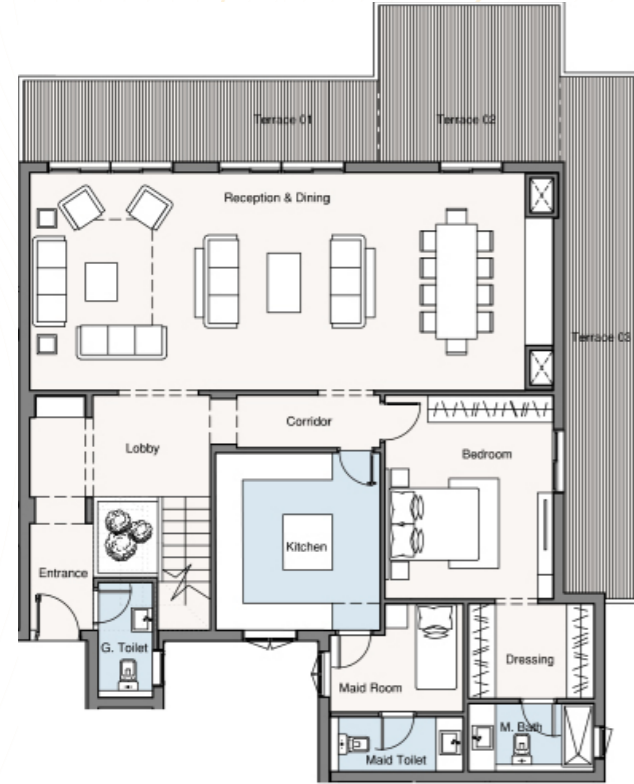 Terrace 01
Terrace 02
Reception & Dining
Terrace 03
Corridor
Lobby
Bedroom
Kitchen
Entrance
G. Toilet
Dressing
Maid Room
M. Bath
Maid Toilet